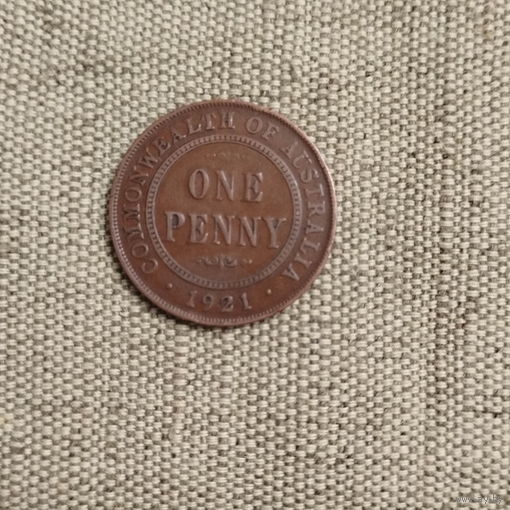 COMMONWEALTH OF AUSTRALIA
ONE
PENNY
· 1921 ·